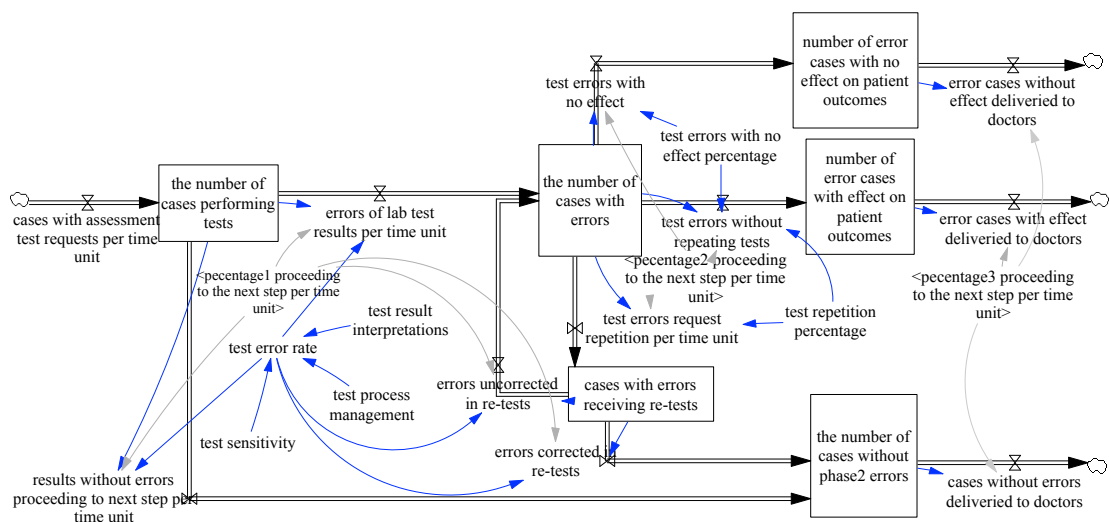 number of error
cases with no
effect on patient
outcomes
error cases without
effect deliveried to
doctors
test errors with
no effect
test errors with no
effect percentage
number of
error cases
with effect on
patient
outcomes
error cases with effect
deliveried to doctors
the number of
cases performing
tests
the number of
cases with
errors
cases with assessment
test requests per time
unit
errors of lab test
results per time unit
test errors without
repeating tests
<pecentage1 proceeding
to the next step per time
unit>
<pecentage2 proceeding
to the next step per time
unit>
<pecentage3 proceeding
to the next step per time
unit>
test result
interpretations
test errors request
repetition per time unit
test repetition
percentage
test error rate
test process
management
errors uncorrected
in re-tests
cases with errors
receiving re-tests
test sensitivity
errors corrected in
re-tests
the number of
cases without
phase2 errors
results without errors
proceeding to next step per
time unit
cases without errors
deliveried to doctors